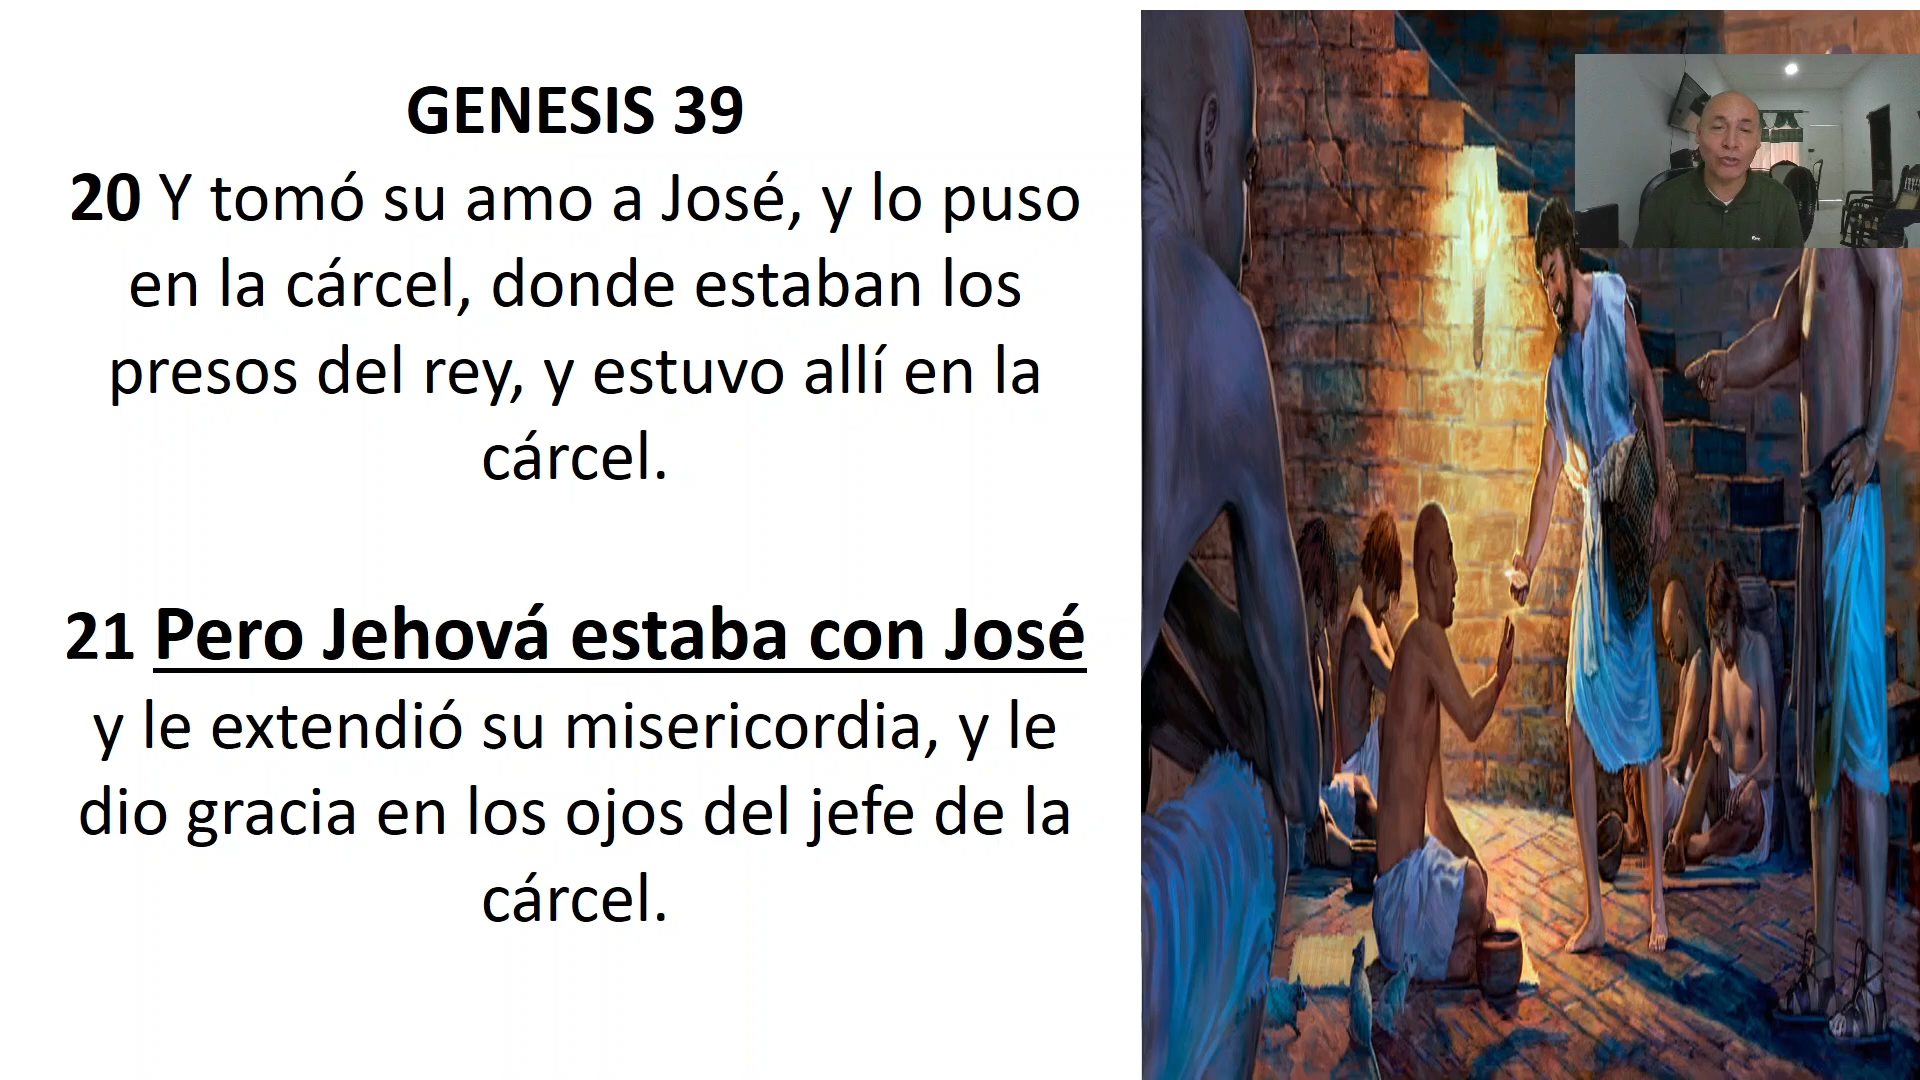 GENESIS 39
20 Y tomó su amo a José, y lo puso
en la cárcel, donde estaban los
presos del rey, y estuvo allí en la
cárcel.
21 Pero Jehová estaba con José
y le extendió su misericordia, y le
dio gracia en los ojos del jefe de la
cárcel.